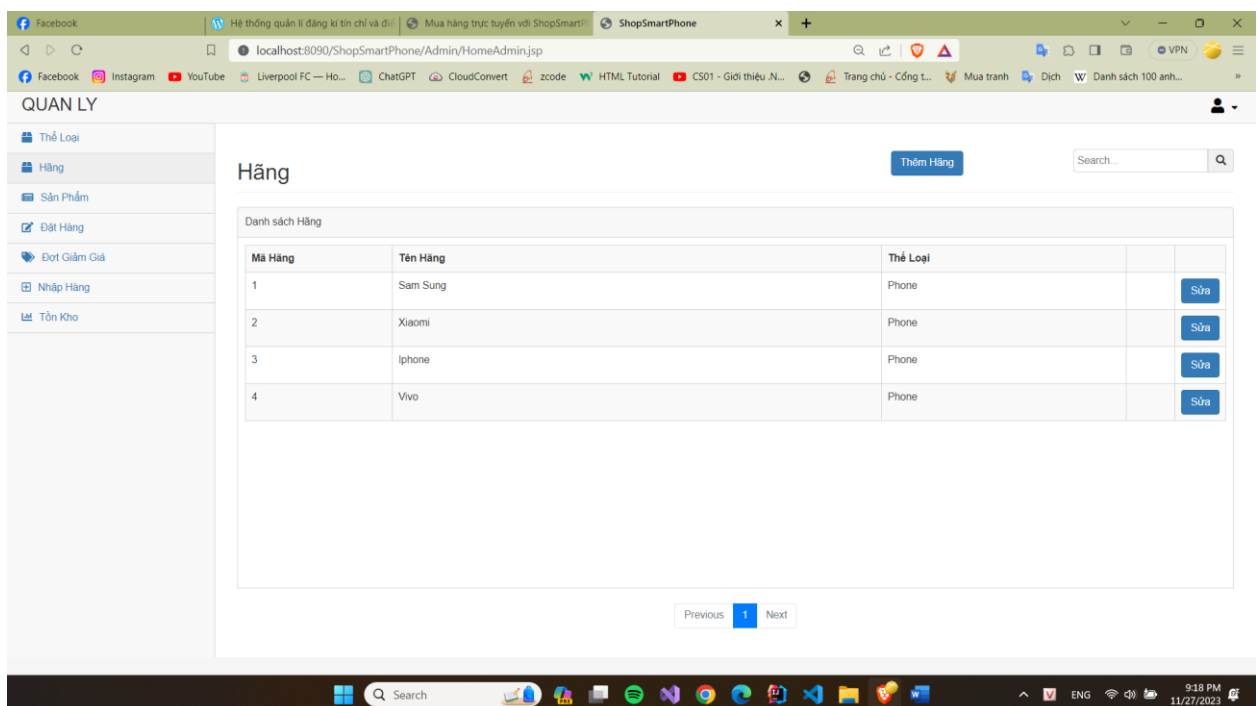 Facebook
Hệ thống quản lí đăng kí tín chỉ và điể
Mua hàng trực tuyến với ShopSmartP
ShopSmartPhone
localhost:8090/ShopSmartPhone/Admin/HomeAdmin.jsp
VPN
Facebook Instagram YouTube Liverpool FC — Ho... ChatGPT CloudConvert zcode HTML Tutorial CS01 - Giới thiệu .N... Trang chủ - Cổng t... Mua tranh Dịch Danh sách 100 anh... »
QUAN LY
Thể Loại
Hãng
Sản Phẩm
Đặt Hàng
Đợt Giảm Giá
Nhập Hàng
Tồn Kho
Hãng
Thêm Hãng
Search...
Danh sách Hãng
Mã Hãng Tên Hãng Thể Loại
1 Sam Sung Phone Sửa
2 Xiaomi Phone Sửa
3 Iphone Phone Sửa
4 Vivo Phone Sửa
Previous 1 Next
Search
ENG
9:18 PM
11/27/2023